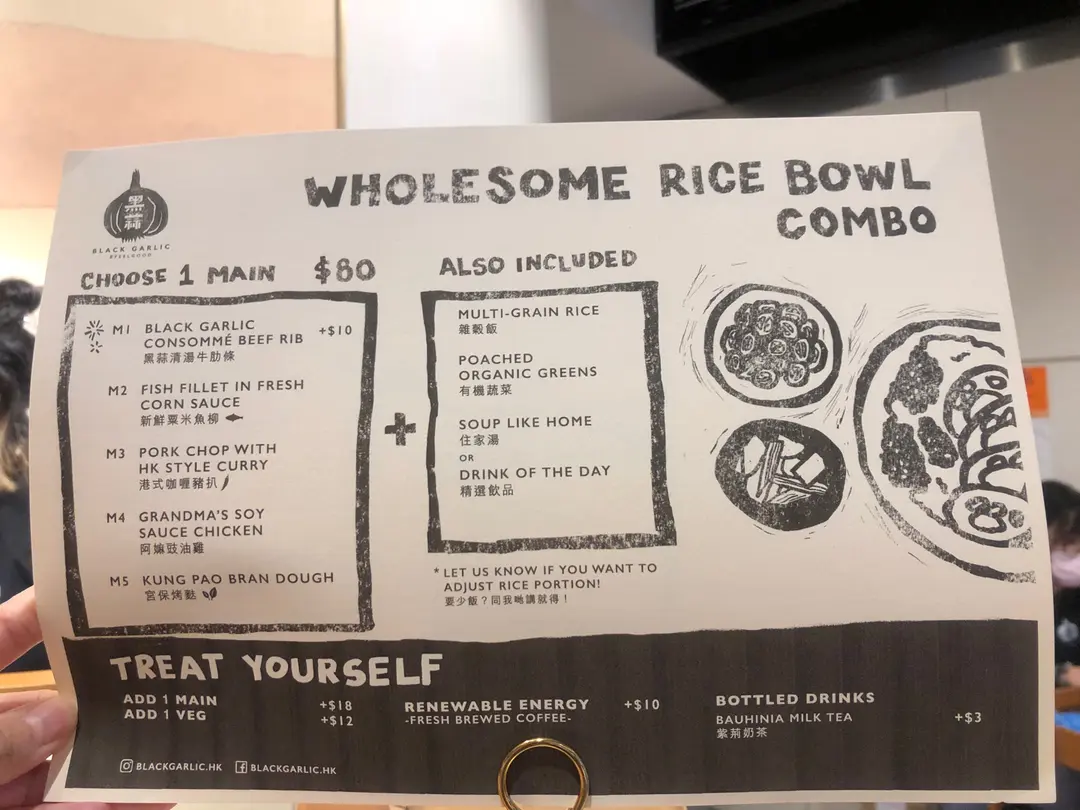 黑蒜
BLACK GARLIC
#FEELGOOD
WHOLESOME RICE BOWL
COMBO
CHOOSE 1 MAIN $80
M1 BLACK GARLIC +$10
CONSOMMÉ BEEF RIB
黑蒜清湯牛肋條
M2 FISH FILLET IN FRESH
CORN SAUCE
新鮮粟米魚柳
M3 PORK CHOP WITH
HK STYLE CURRY
港式咖喱豬扒
M4 GRANDMA'S SOY
SAUCE CHICKEN
阿嫲豉油雞
M5 KUNG PAO BRAN DOUGH
宮保烤麩
+
ALSO INCLUDED
MULTI-GRAIN RICE
雜穀飯
POACHED
ORGANIC GREENS
有機蔬菜
SOUP LIKE HOME
住家湯
OR
DRINK OF THE DAY
精選飲品
* LET US KNOW IF YOU WANT TO
ADJUST RICE PORTION!
要少飯？同我哋講就得！
TREAT YOURSELF
ADD 1 MAIN +$18
ADD 1 VEG +$12
RENEWABLE ENERGY +$10
-FRESH BREWED COFFEE-
BOTTLED DRINKS
BAUHINIA MILK TEA +$3
紫荊奶茶
BLACKGARLIC.HK BLACKGARLIC.HK